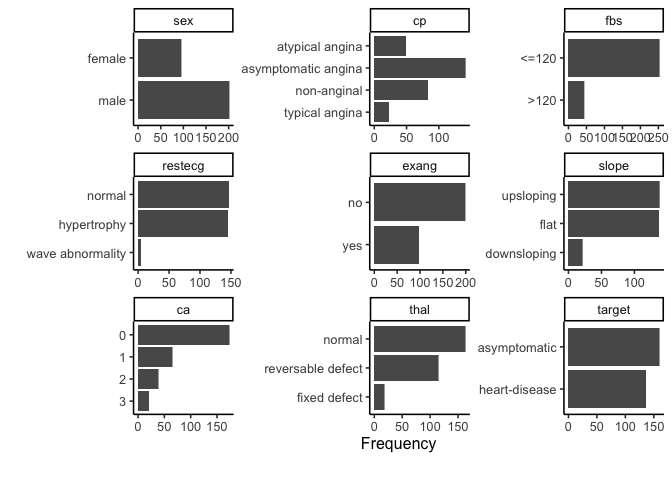 sex
female
male
0 50 100 150 200
cp
atypical angina
asymptomatic angina
non-anginal
typical angina
0 50 100
fbs
<=120
>120
0 50 100 150 200 250
restecg
normal
hypertrophy
wave abnormality
0 50 100 150
exang
no
yes
0 50 100 150 200
slope
upsloping
flat
downsloping
0 50 100
ca
0
1
2
3
0 50 100 150
thal
normal
reversable defect
fixed defect
0 50 100 150
target
asymptomatic
heart-disease
0 50 100 150
Frequency